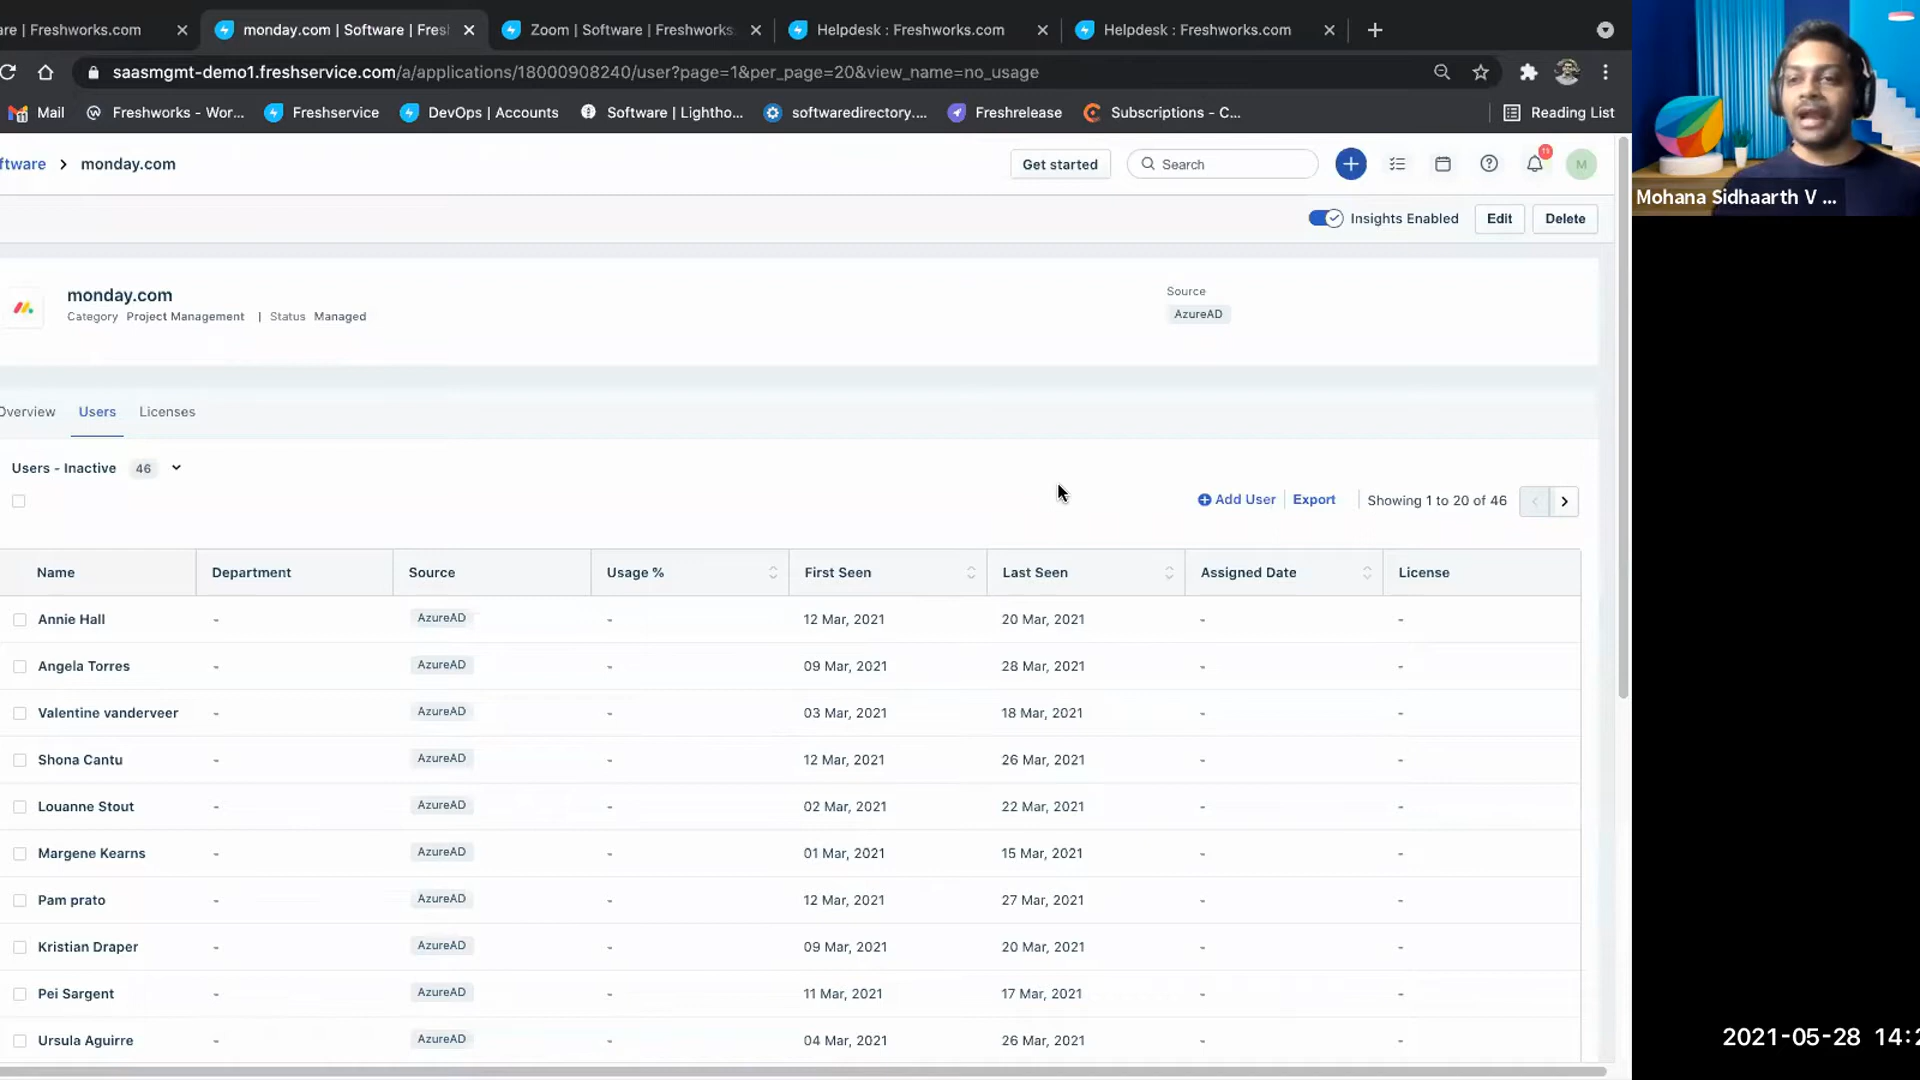 re | Freshworks.com
monday.com | Software | Fres
Zoom | Software | Freshworks.
Helpdesk : Freshworks.com
Helpdesk : Freshworks.com
saasmgmt-demo1.freshservice.com/a/applications/18000908240/user?page=1&per_page=20&view_name=no_usage
Mail
Freshworks - Wor...
Freshservice
DevOps | Accounts
Software | Lightho...
softwaredirectory....
Freshrelease
Subscriptions - C...
Reading List
ftware > monday.com
Get started
Search
M
Insights Enabled
Edit
Delete
monday.com
Category Project Management | Status Managed
Source
AzureAD
Overview
Users
Licenses
Users - Inactive 46
Add User
Export
Showing 1 to 20 of 46
Name Department Source Usage % First Seen Last Seen Assigned Date License
Annie Hall - AzureAD - 12 Mar, 2021 20 Mar, 2021 - -
Angela Torres - AzureAD - 09 Mar, 2021 28 Mar, 2021 - -
Valentine vanderveer - AzureAD - 03 Mar, 2021 18 Mar, 2021 - -
Shona Cantu - AzureAD - 12 Mar, 2021 26 Mar, 2021 - -
Louanne Stout - AzureAD - 02 Mar, 2021 22 Mar, 2021 - -
Margene Kearns - AzureAD - 01 Mar, 2021 15 Mar, 2021 - -
Pam prato - AzureAD - 12 Mar, 2021 27 Mar, 2021 - -
Kristian Draper - AzureAD - 09 Mar, 2021 20 Mar, 2021 - -
Pei Sargent - AzureAD - 11 Mar, 2021 17 Mar, 2021 - -
Ursula Aguirre - AzureAD - 04 Mar, 2021 26 Mar, 2021 - -
Mohana Sidhaarth V ...
2021-05-28 14:2